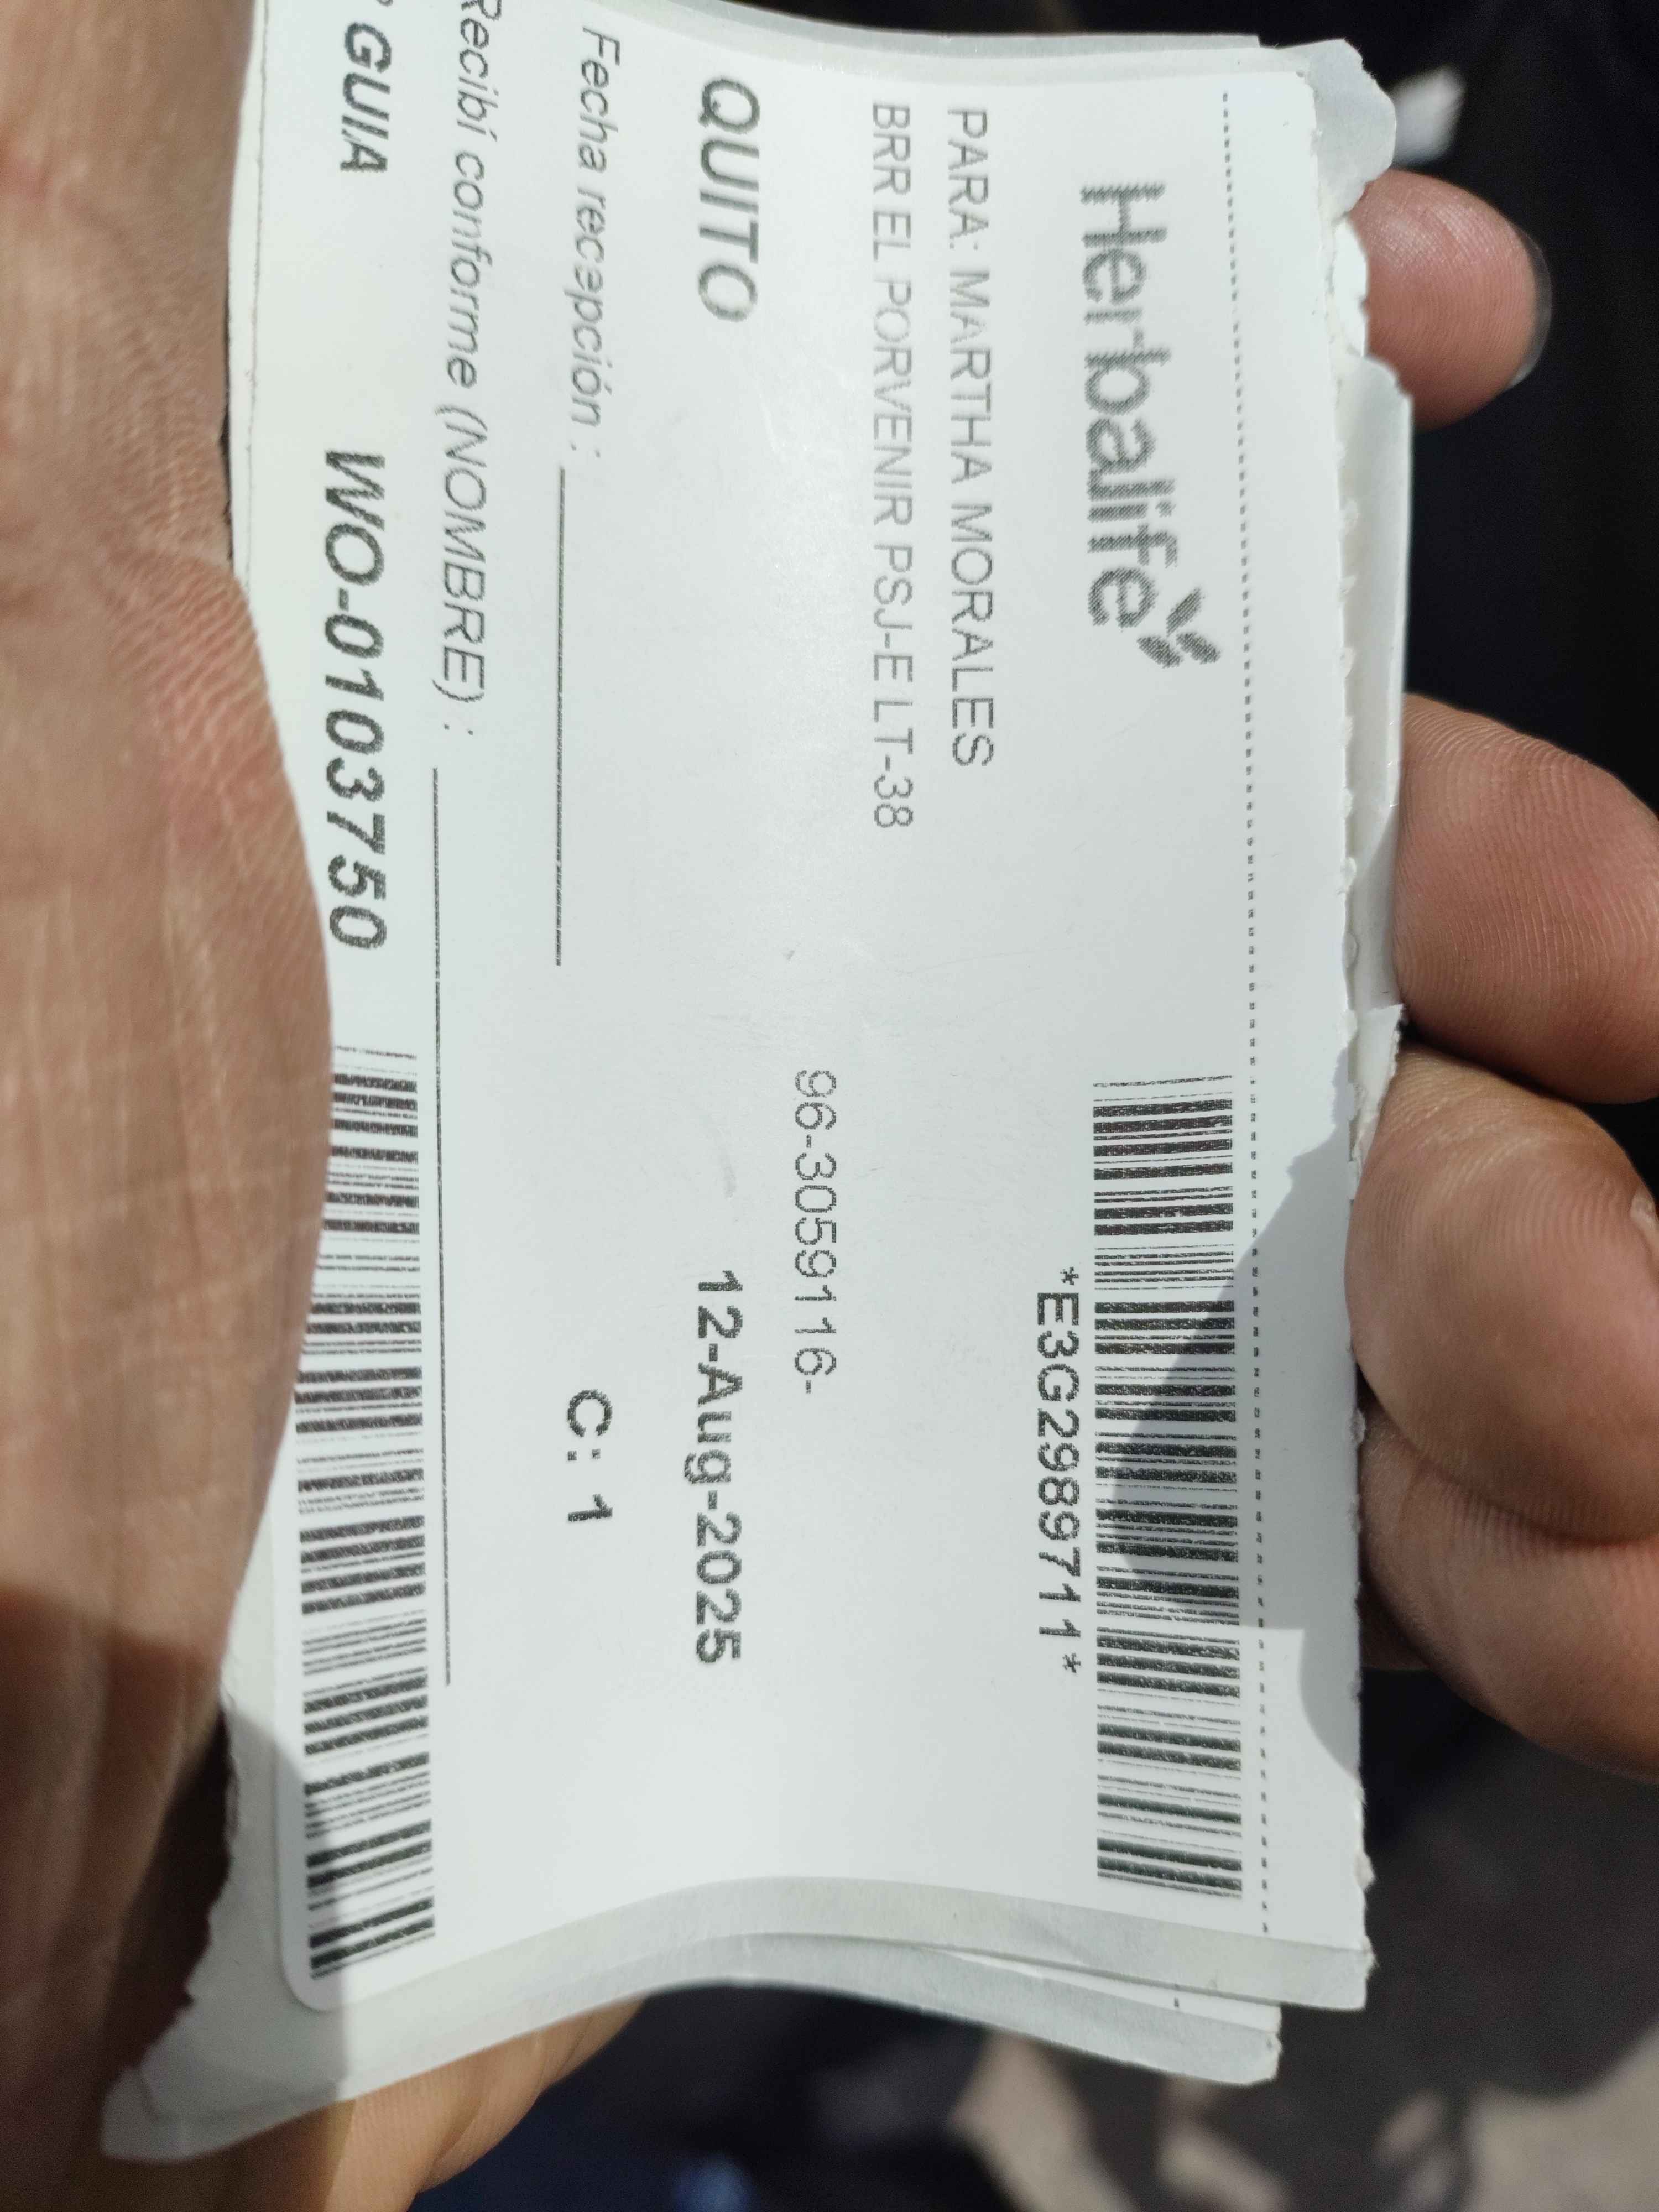 Herbalife
*E3G2989711*
PARA: MARTHA MORALES
BRR EL PORVENIR PSJ-E LT-38
96-3059116-
QUITO 12-Aug-2025
Fecha recepción : C: 1
Recibí conforme (NOMBRE) :
GUIA WO-0103750